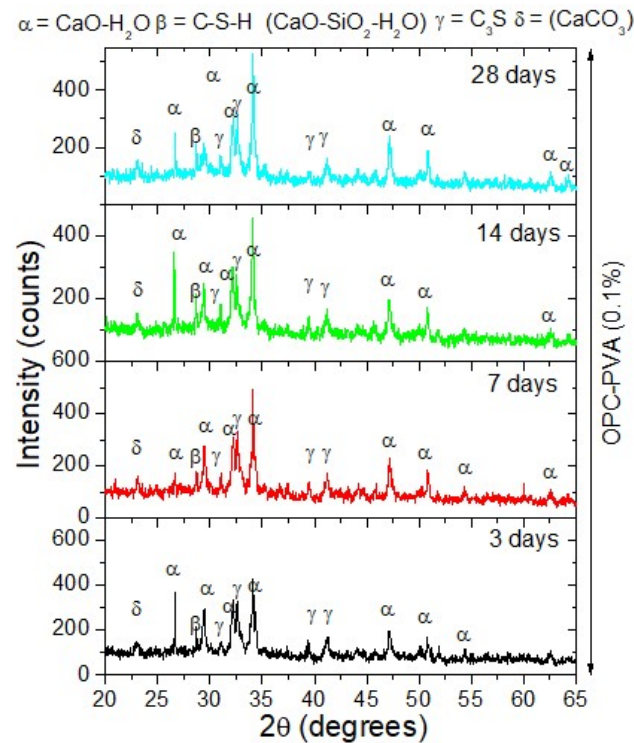 α = CaO-H₂O β = C-S-H (CaO-SiO₂-H₂O) γ = C₃S δ = (CaCO₃)
28 days
400
200
δ α β α γ α γ α γ γ α α α α
14 days
400
200
δ α β α γ α γ α γ γ α α α
600
7 days
400
200
0
δ α β α γ α γ α γ γ α α α α
3 days
600
400
200
0
δ α β α γ α γ α γ γ α α α
20 25 30 35 40 45 50 55 60 65
2θ (degrees)
Intensity (counts)
OPC-PVA (0.1%)